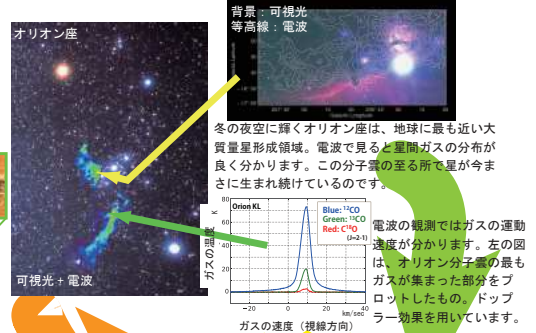 オリオン座
可視光+電波
背景：可視光
等高線：電波
冬の夜空に輝くオリオン座は、地球に最も近い大
質量星形成領域。電波で見ると星間ガスの分布が
良く分かります。この分子雲の至る所で星が今ま
さに生まれ続けているのです。
ガスの温度 K
80
60
40
20
0
Orion KL
Blue: ¹²CO
Green: ¹³CO
Red: C¹⁸O
(J=2-1)
−20
0
20
40
km/sec
ガスの速度（視線方向）
電波の観測ではガスの運動
速度が分かります。左の図
は、オリオン分子雲の最も
ガスが集まった部分をプ
ロットしたもの。ドップ
ラー効果を用いています。